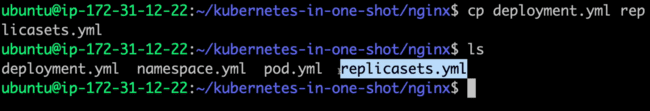 ubuntu@ip-172-31-12-22:~/kubernetes-in-one-shot/nginx$ cp deployment.yml rep
licasets.yml
ubuntu@ip-172-31-12-22:~/kubernetes-in-one-shot/nginx$ ls
deployment.yml  namespace.yml  pod.yml  replicasets.yml
ubuntu@ip-172-31-12-22:~/kubernetes-in-one-shot/nginx$